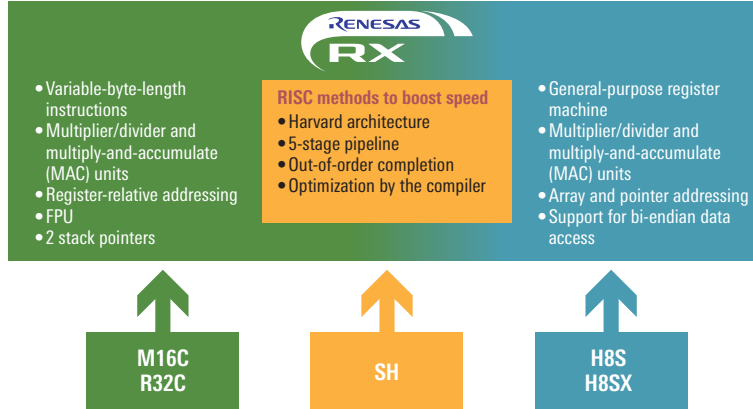 RENESAS
RX
• Variable-byte-length
instructions
• Multiplier/divider and
multiply-and-accumulate
(MAC) units
• Register-relative addressing
• FPU
• 2 stack pointers
RISC methods to boost speed
• Harvard architecture
• 5-stage pipeline
• Out-of-order completion
• Optimization by the compiler
• General-purpose register
machine
• Multiplier/divider and
multiply-and-accumulate
(MAC) units
• Array and pointer addressing
• Support for bi-endian data
access
M16C
R32C
SH
H8S
H8SX